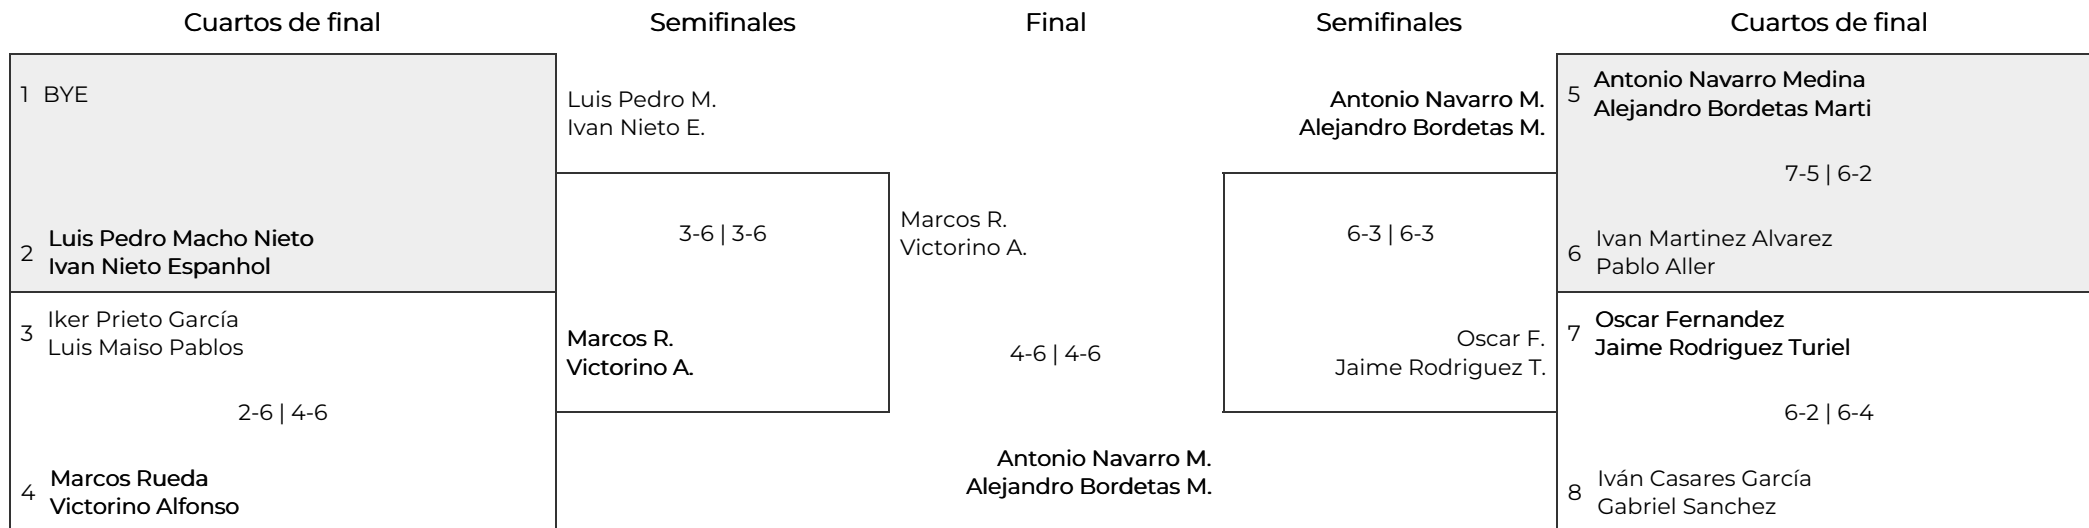 Cuartos de final
Semifinales
Final
Semifinales
Cuartos de final
1 BYE
2 Luis Pedro Macho Nieto
Ivan Nieto Espanhol
3 Iker Prieto García
Luis Maiso Pablos
2-6 | 4-6
4 Marcos Rueda
Victorino Alfonso
Luis Pedro M.
Ivan Nieto E.
3-6 | 3-6
Marcos R.
Victorino A.
Marcos R.
Victorino A.
4-6 | 4-6
Antonio Navarro M.
Alejandro Bordetas M.
Antonio Navarro M.
Alejandro Bordetas M.
6-3 | 6-3
Oscar F.
Jaime Rodriguez T.
5 Antonio Navarro Medina
Alejandro Bordetas Marti
7-5 | 6-2
6 Ivan Martinez Alvarez
Pablo Aller
7 Oscar Fernandez
Jaime Rodriguez Turiel
6-2 | 6-4
8 Iván Casares García
Gabriel Sanchez